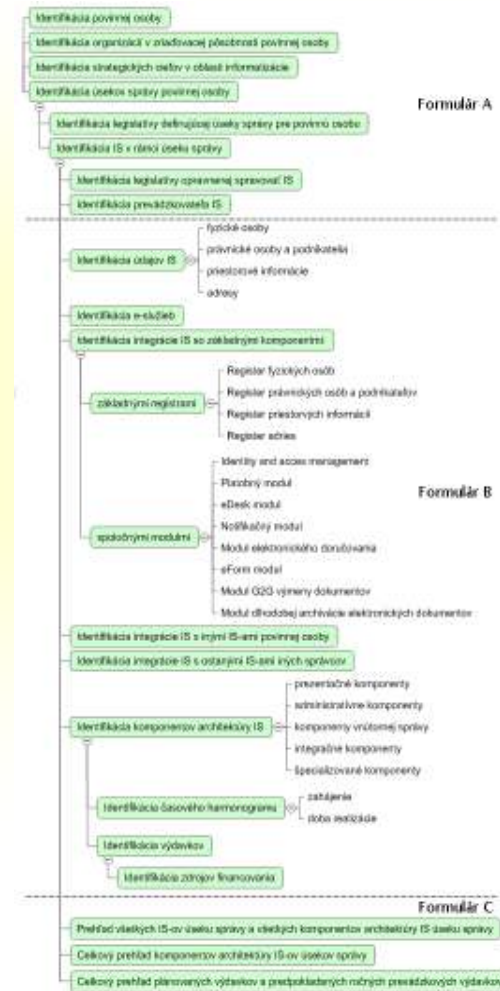 Identifikácia povinnej osoby
Identifikácia organizácií v zriaďovacej pôsobnosti povinnej osoby
Identifikácia strategických cieľov v oblasti informatizácie
Identifikácia úsekov správy povinnej osoby
Formulár A
Identifikácia legislatívy definujúcej úseky správy pre povinnú osobu
Identifikácia IS v rámci úseku správy
Identifikácia legislatívy oprávnenej spravovať IS
Identifikácia prevádzkovateľa IS
fyzické osoby
právnické osoby a podnikatelia
Identifikácia údajov IS
priestorové informácie
adresy
Identifikácia e-služieb
Identifikácia integrácie IS so základnými komponentmi
Register fyzických osôb
základnými registrami
Register právnických osôb a podnikateľov
Register priestorových informácií
Register adries
Identity and access management
Formulár B
Platobný modul
eDesk modul
Notifikačný modul
spoločnými modulmi
Modul elektronického doručovania
eForm modul
Modul G2G výmeny dokumentov
Modul dlhodobej archivácie elektronických dokumentov
Identifikácia integrácie IS s inými IS-ami povinnej osoby
Identifikácia integrácie IS s ostanými IS-ami iných správcov
prezentačné komponenty
administratívne komponenty
Identifikácia komponentov architektúry IS
komponenty vnútornej správy
integračné komponenty
špecializované komponenty
Identifikácia časového harmonogramu
zahájenie
doba realizácie
Identifikácia výdavkov
Identifikácia zdrojov financovania
Formulár C
Prehľad všetkých IS-ov úseku správy a všetkých komponentov architektúry IS úseku správy
Celkový prehľad komponentov architektúry IS-ov úsekov správy
Celkový prehľad plánovaných výdavkov a predpokladaných ročných prevádzkových výdavkov